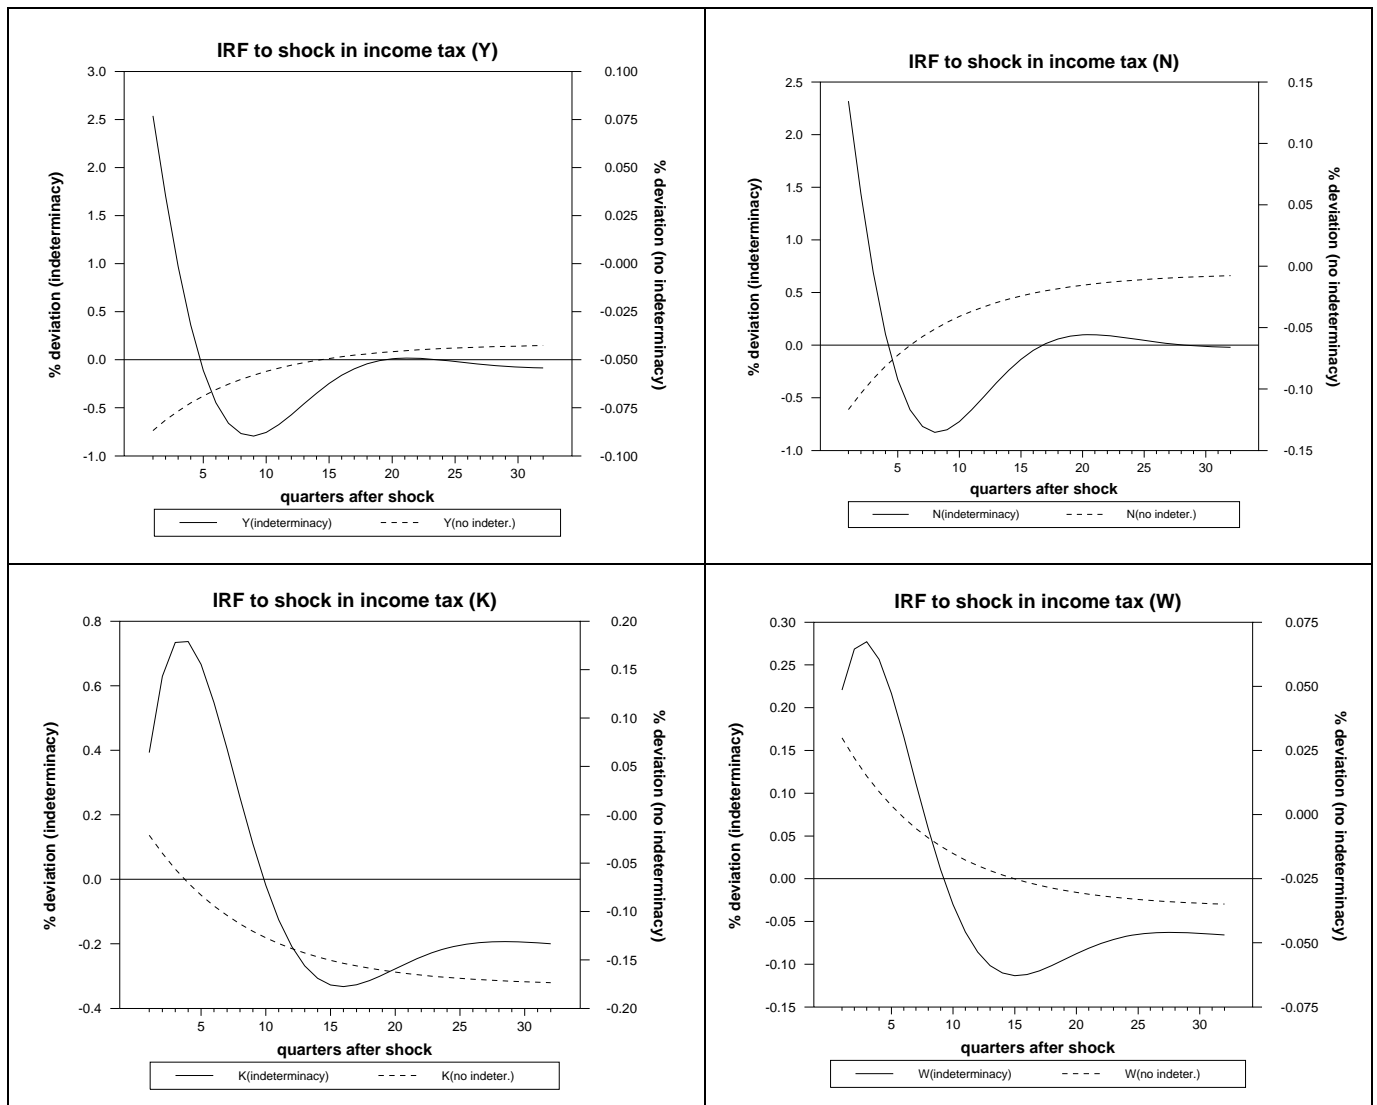 IRF to shock in income tax (Y)
% deviation (indeterminacy)
3.0
2.5
2.0
1.5
1.0
0.5
0.0
-0.5
-1.0
% deviation (no indeterminacy)
0.100
0.075
0.050
0.025
-0.000
-0.025
-0.050
-0.075
-0.100
5 10 15 20 25 30
quarters after shock
Y(indeterminacy) Y(no indeter.)
IRF to shock in income tax (N)
% deviation (indeterminacy)
2.5
2.0
1.5
1.0
0.5
0.0
-0.5
-1.0
% deviation (no indeterminacy)
0.15
0.10
0.05
0.00
-0.05
-0.10
-0.15
5 10 15 20 25 30
quarters after shock
N(indeterminacy) N(no indeter.)
IRF to shock in income tax (K)
% deviation (indeterminacy)
0.8
0.6
0.4
0.2
0.0
-0.2
-0.4
% deviation (no indeterminacy)
0.20
0.15
0.10
0.05
-0.00
-0.05
-0.10
-0.15
-0.20
5 10 15 20 25 30
quarters after shock
K(indeterminacy) K(no indeter.)
IRF to shock in income tax (W)
% deviation (indeterminacy)
0.30
0.25
0.20
0.15
0.10
0.05
0.00
-0.05
-0.10
-0.15
% deviation (no indeterminacy)
0.075
0.050
0.025
0.000
-0.025
-0.050
-0.075
5 10 15 20 25 30
quarters after shock
W(indeterminacy) W(no indeter.)